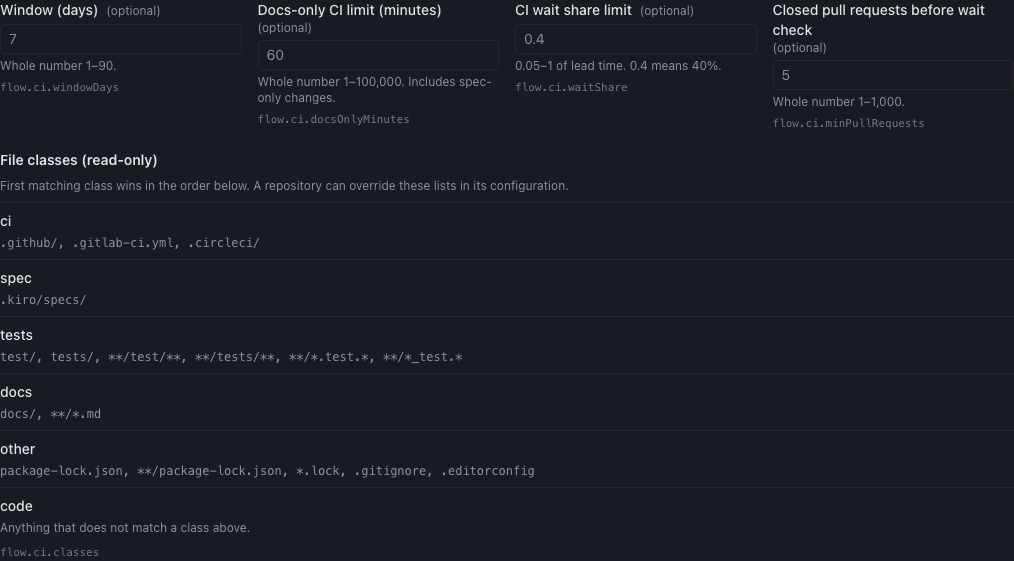 Window (days) (optional)
7
Whole number 1–90.
flow.ci.windowDays
Docs-only CI limit (minutes)
(optional)
60
Whole number 1–100,000. Includes spec-
only changes.
flow.ci.docsOnlyMinutes
CI wait share limit (optional)
0.4
0.05–1 of lead time. 0.4 means 40%.
flow.ci.waitShare
Closed pull requests before wait
check
(optional)
5
Whole number 1–1,000.
flow.ci.minPullRequests
File classes (read-only)
First matching class wins in the order below. A repository can override these lists in its configuration.
ci
.github/, .gitlab-ci.yml, .circleci/
spec
.kiro/specs/
tests
test/, tests/, **/test/**, **/tests/**, **/*.test.*, **/*_test.*
docs
docs/, **/*.md
other
package-lock.json, **/package-lock.json, *.lock, .gitignore, .editorconfig
code
Anything that does not match a class above.
flow.ci.classes